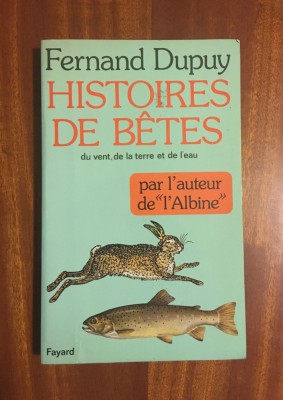 Fernand Dupuy
HISTOIRES
DE BÊTES
du vent, de la terre et de l'eau
par l'auteur
de "l'Albine"
Fayard